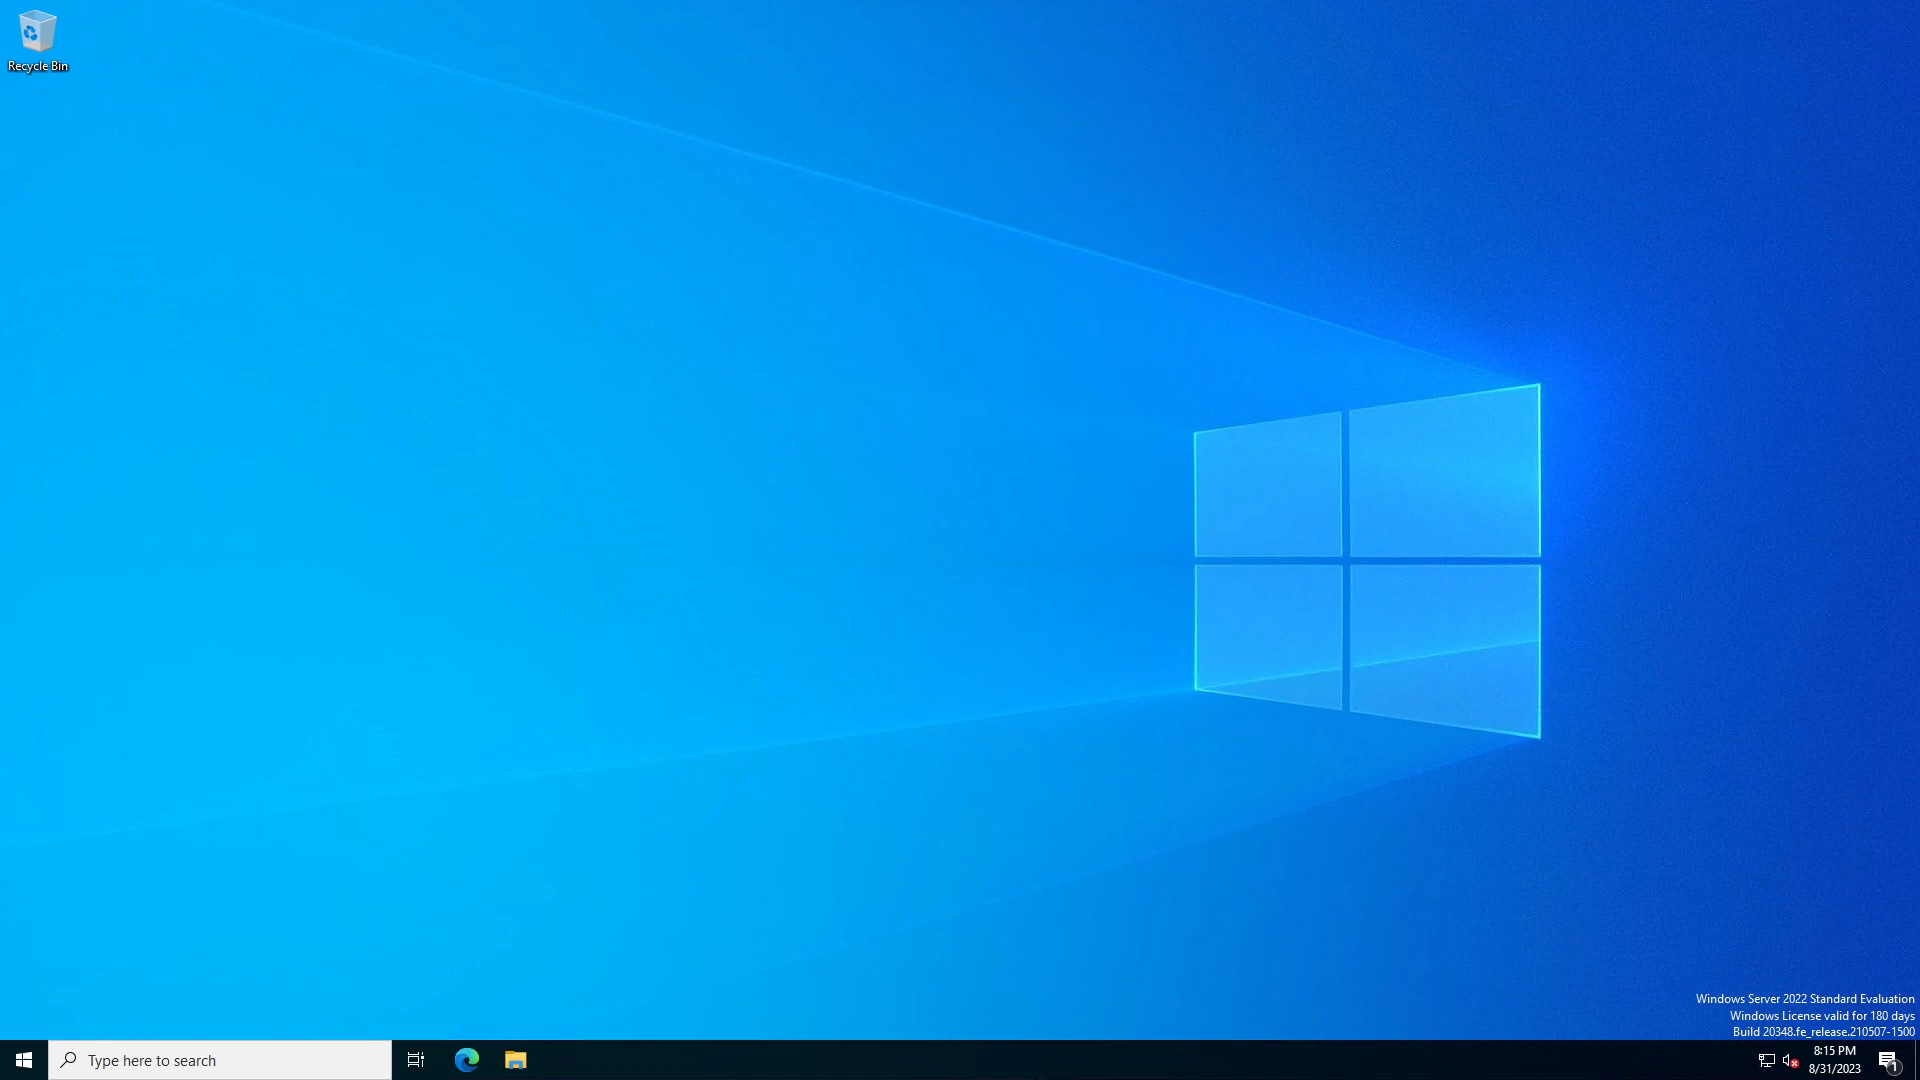 Recycle Bin
Windows Server 2022 Standard Evaluation
Windows License valid for 180 days
Build 20348.fe_release.210507-1500
Type here to search
8:15 PM
8/31/2023
1